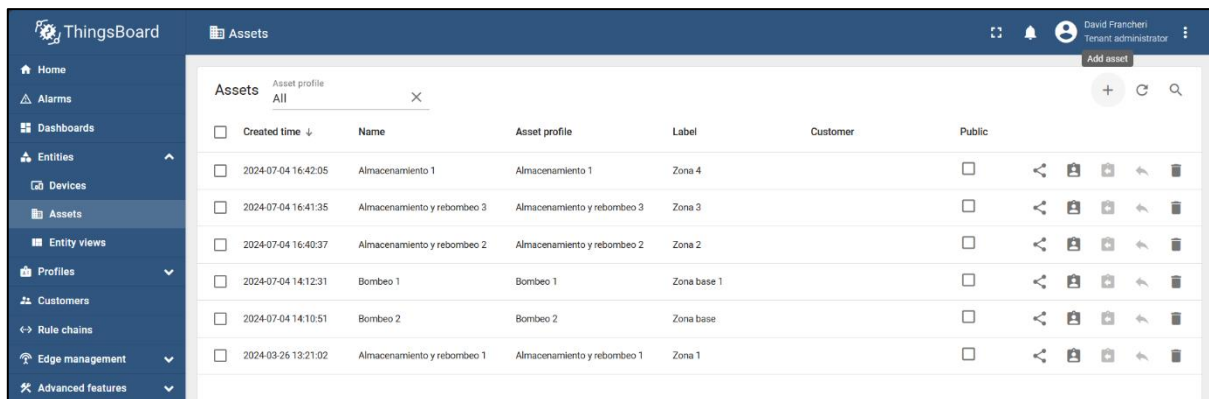 ThingsBoard
Assets
David Francheri
Tenant administrator
Add asset
Home
Alarms
Dashboards
Entities
Devices
Assets
Entity views
Profiles
Customers
Rule chains
Edge management
Advanced features
Assets
Asset profile
All
Created time Name Asset profile Label Customer Public
2024-07-04 16:42:05 Almacenamiento 1 Almacenamiento 1 Zona 4
2024-07-04 16:41:35 Almacenamiento y rebombeo 3 Almacenamiento y rebombeo 3 Zona 3
2024-07-04 16:40:37 Almacenamiento y rebombeo 2 Almacenamiento y rebombeo 2 Zona 2
2024-07-04 14:12:31 Bombeo 1 Bombeo 1 Zona base 1
2024-07-04 14:10:51 Bombeo 2 Bombeo 2 Zona base
2024-03-26 13:21:02 Almacenamiento y rebombeo 1 Almacenamiento y rebombeo 1 Zona 1